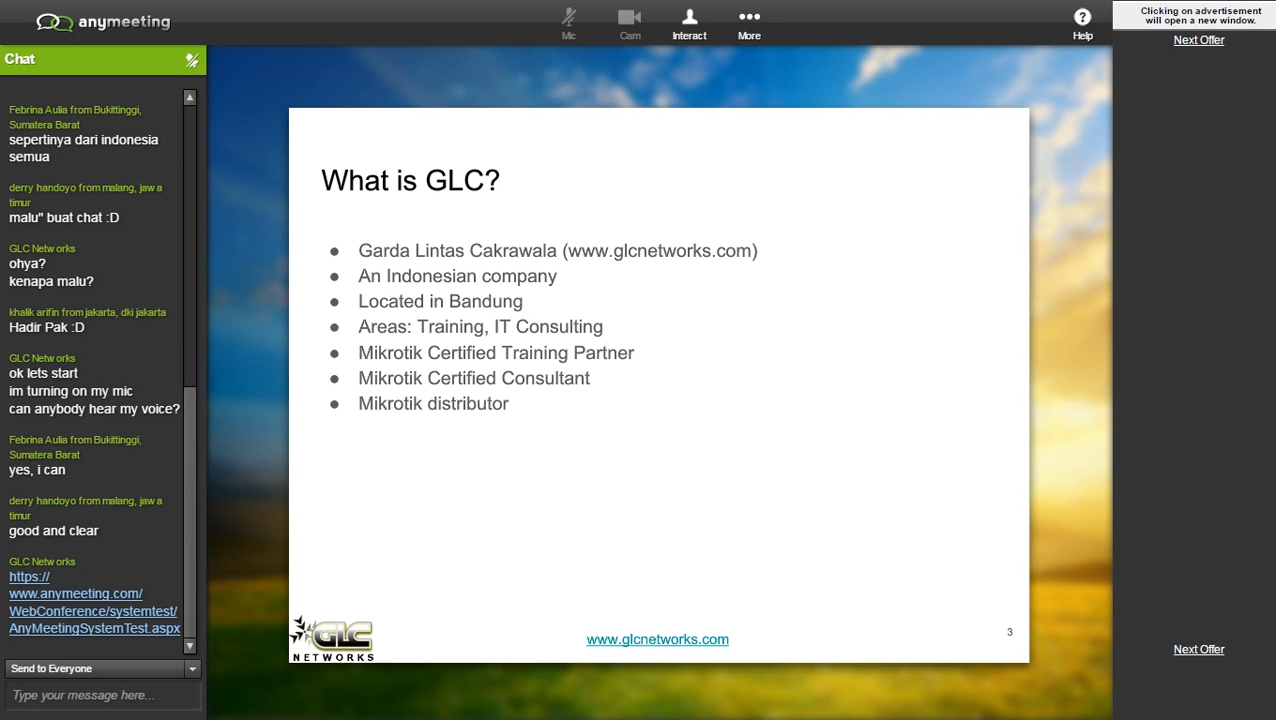 anymeeting
Mic
Cam
Interact
More
Help
Clicking on advertisement
will open a new window.
Next Offer
Chat
Febrina Aulia from Bukittinggi,
Sumatera Barat
sepertinya dari indonesia
semua
derry handoyo from malang, jawa
timur
malu" buat chat :D
GLC Networks
ohya?
kenapa malu?
khalik arifin from jakarta, dki jakarta
Hadir Pak :D
GLC Networks
ok lets start
im turning on my mic
can anybody hear my voice?
Febrina Aulia from Bukittinggi,
Sumatera Barat
yes, i can
derry handoyo from malang, jawa
timur
good and clear
GLC Networks
https://
www.anymeeting.com/
WebConference/systemtest/
AnyMeetingSystemTest.aspx
Send to Everyone
Type your message here...
What is GLC?
● Garda Lintas Cakrawala (www.glcnetworks.com)
● An Indonesian company
● Located in Bandung
● Areas: Training, IT Consulting
● Mikrotik Certified Training Partner
● Mikrotik Certified Consultant
● Mikrotik distributor
GLC
NETWORKS
www.glcnetworks.com
3
Next Offer